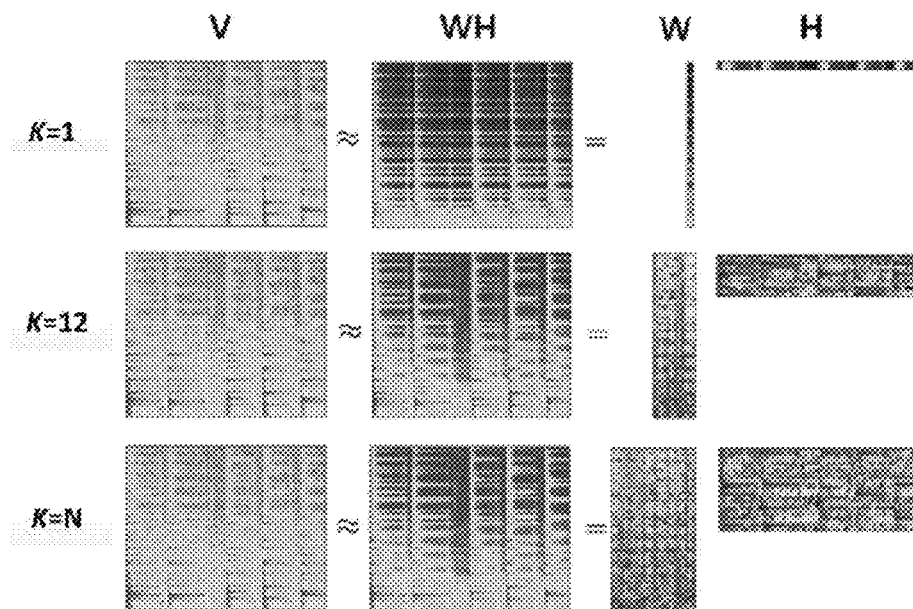 V WH W H
K=1 ≈ =
K=12 ≈ =
K=N ≈ =